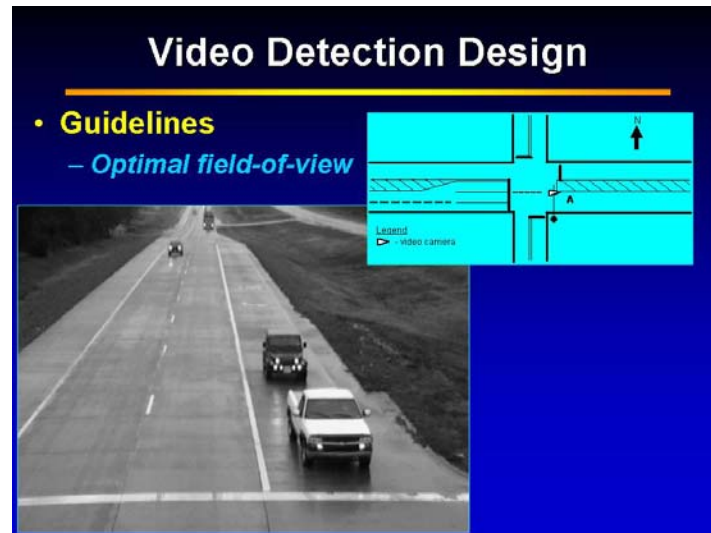 Video Detection Design
• Guidelines
– Optimal field-of-view
N
A
Legend
- video camera